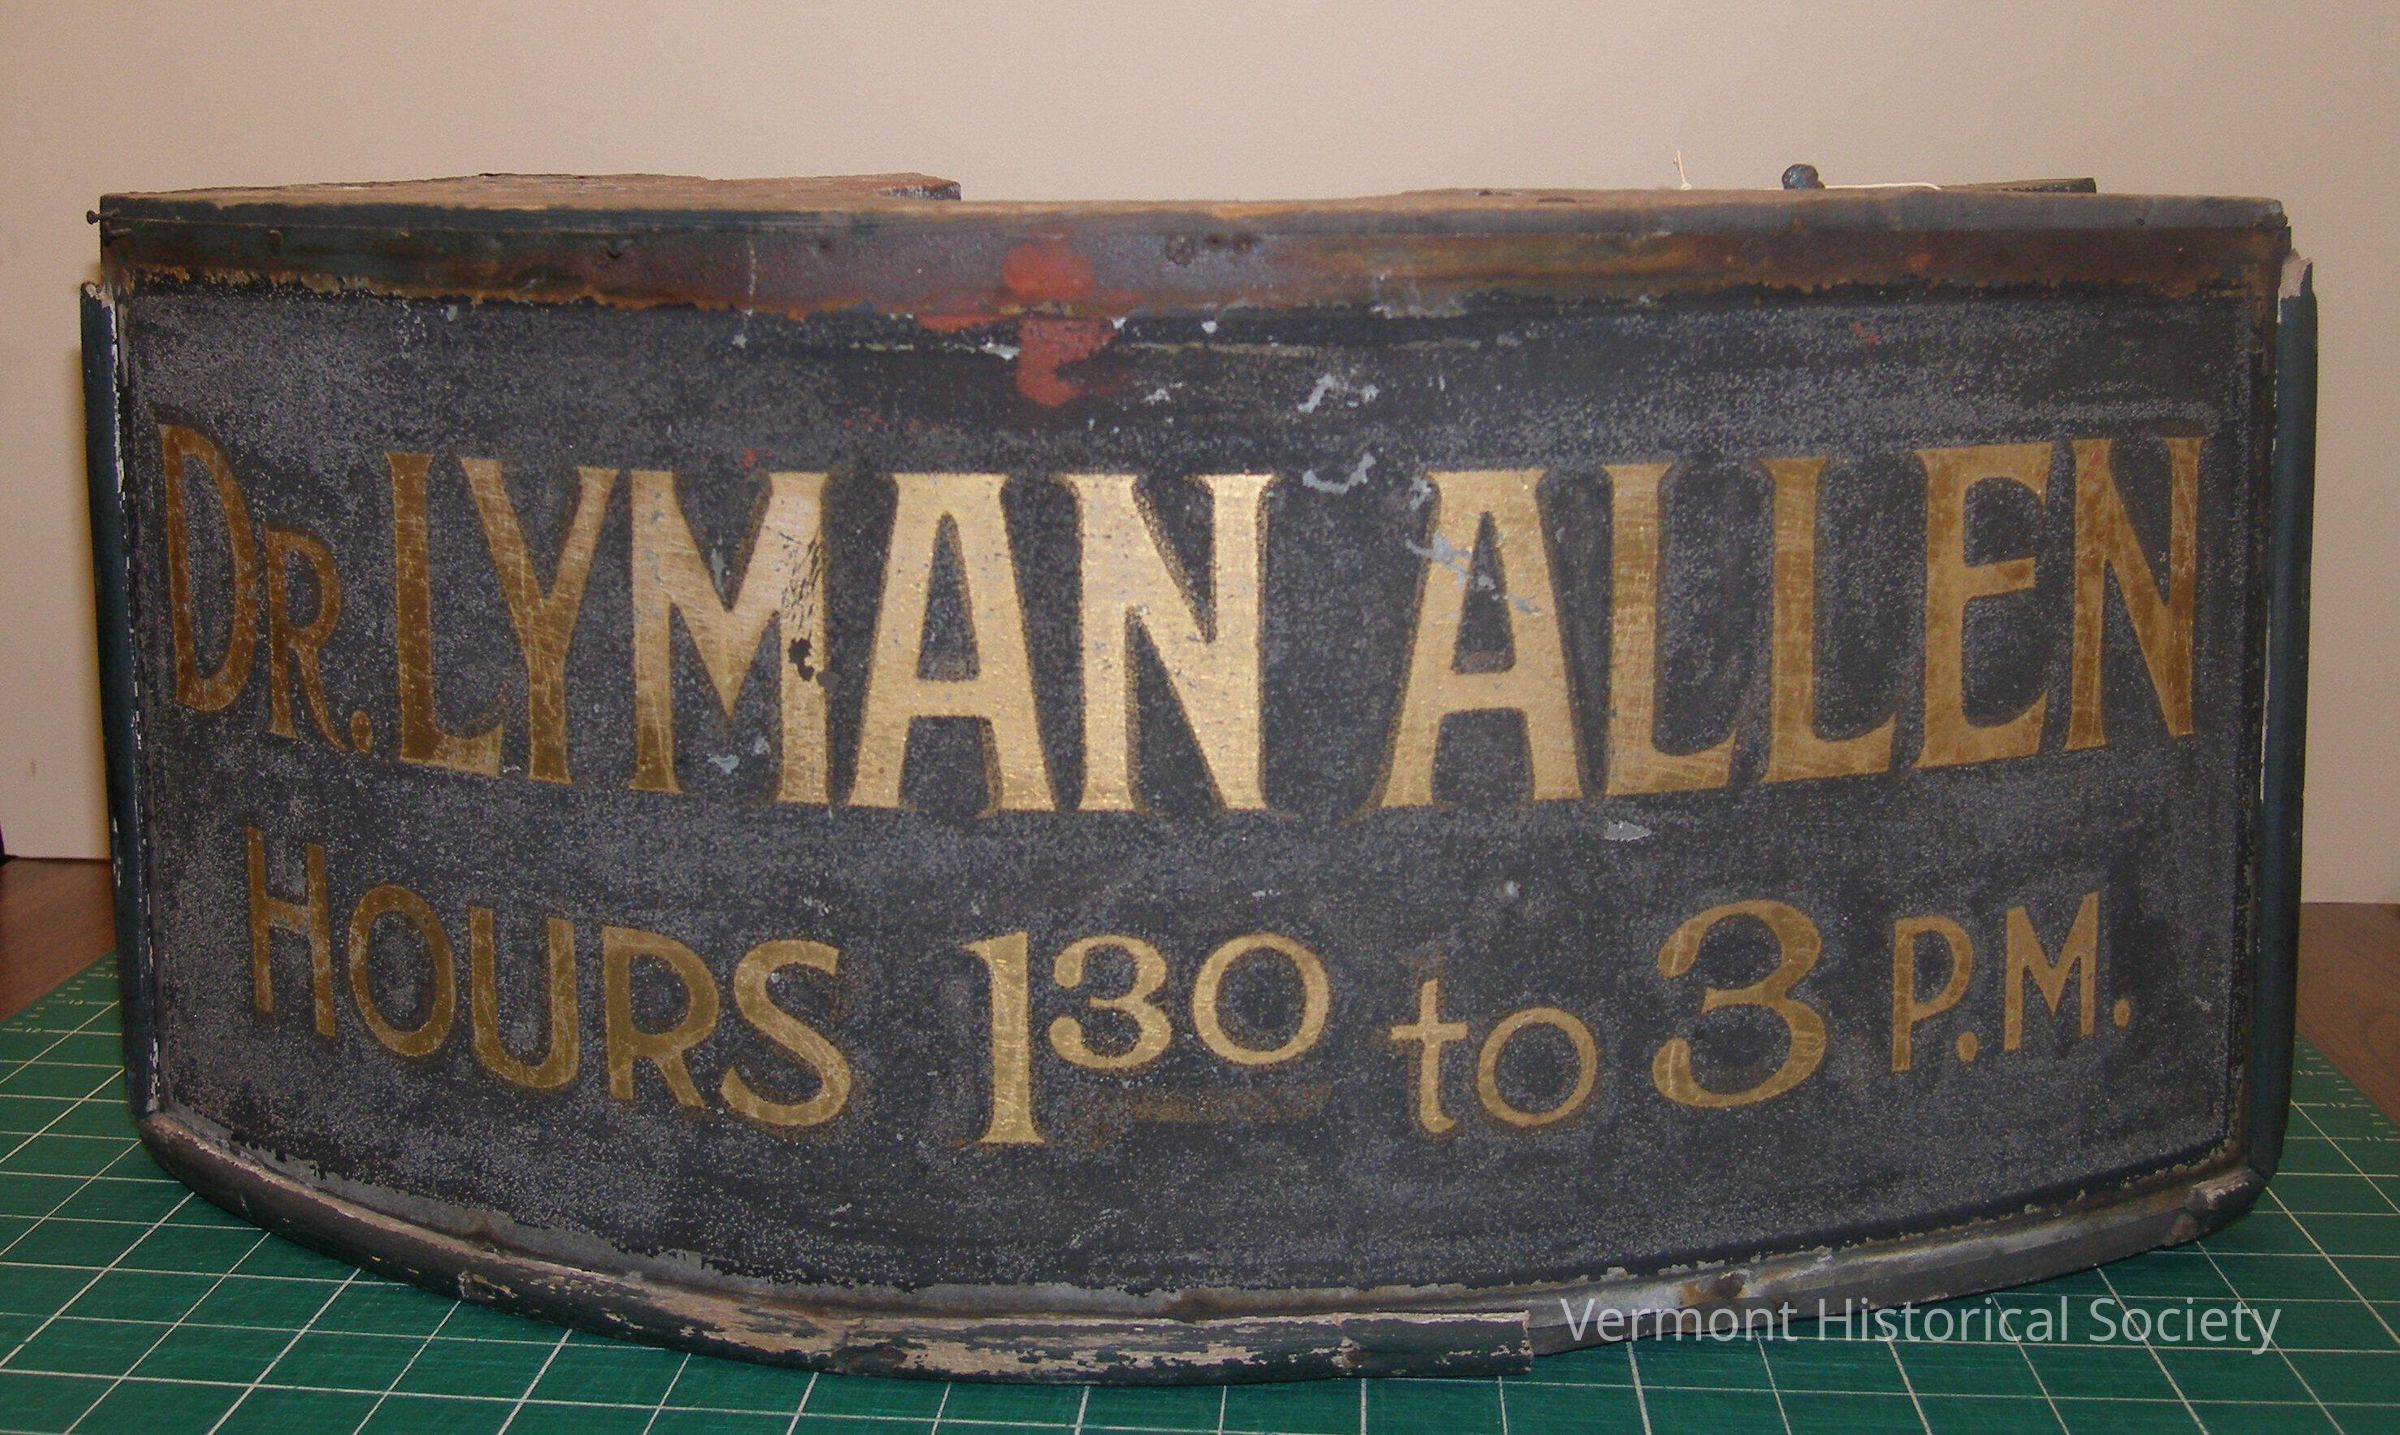 DR. LYMAN ALLEN
HOURS 1³⁰ to 3 P.M.
Vermont Historical Society